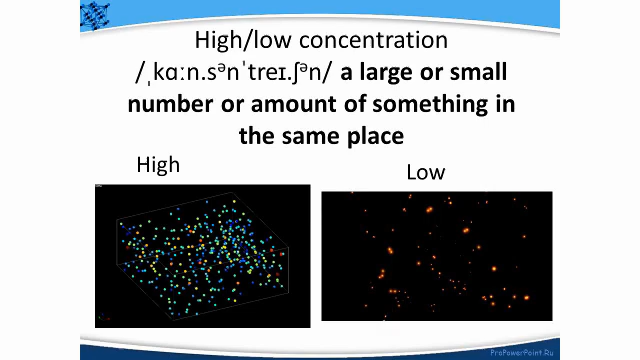 High/low concentration
/ˌkɑːn.sᵊnˈtreɪ.ʃᵊn/ a large or small
number or amount of something in
the same place
High
Low
ProPowerPoint.Ru